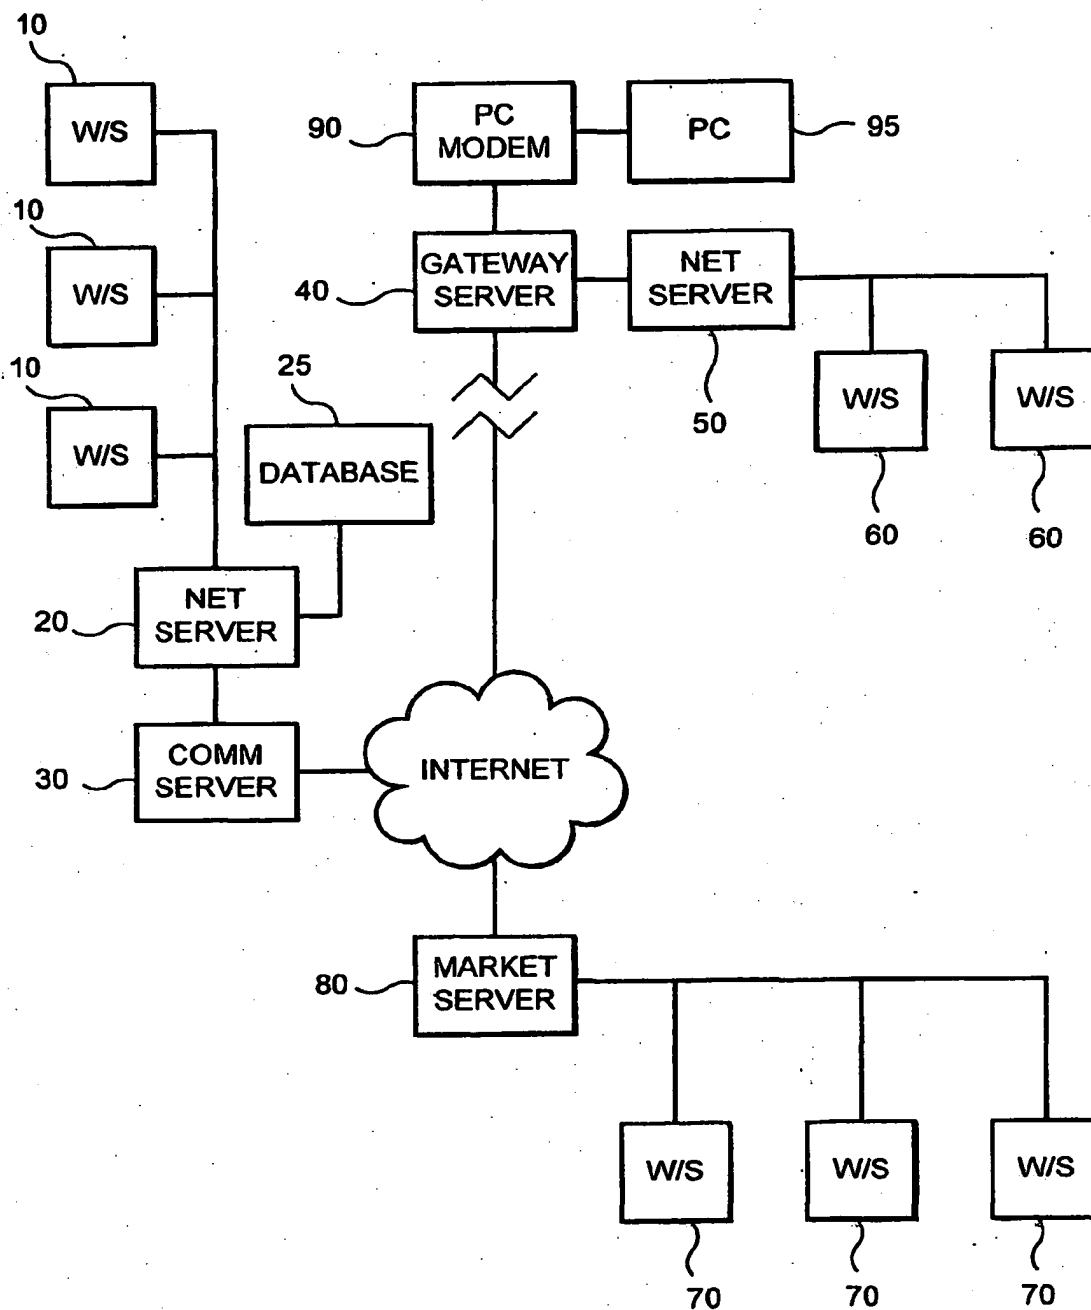 10
W/S
10
W/S
10
W/S
90
PC
MODEM
PC
95
40
GATEWAY
SERVER
NET
SERVER
50
W/S
60
W/S
60
25
DATABASE
20
NET
SERVER
30
COMM
SERVER
INTERNET
80
MARKET
SERVER
W/S
70
W/S
70
W/S
70